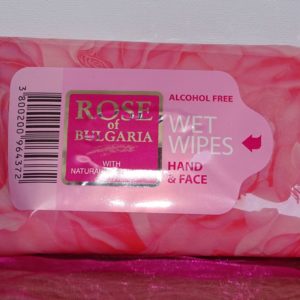 ALCOHOL FREE
ROSE
of
BULGARIA
WITH
NATURAL
WET
WIPES
HAND
& FACE
3800200964372